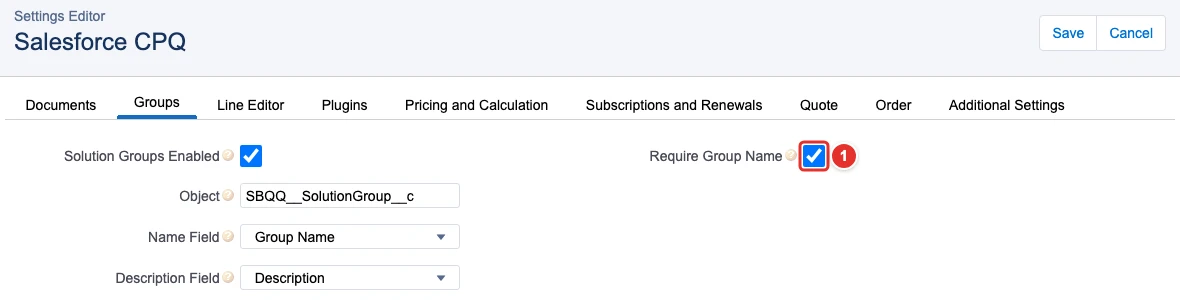 Settings Editor
Salesforce CPQ
Save Cancel
Documents Groups Line Editor Plugins Pricing and Calculation Subscriptions and Renewals Quote Order Additional Settings
Solution Groups Enabled ? Require Group Name ? 1
Object ? SBQQ__SolutionGroup__c
Name Field ? Group Name
Description Field ? Description